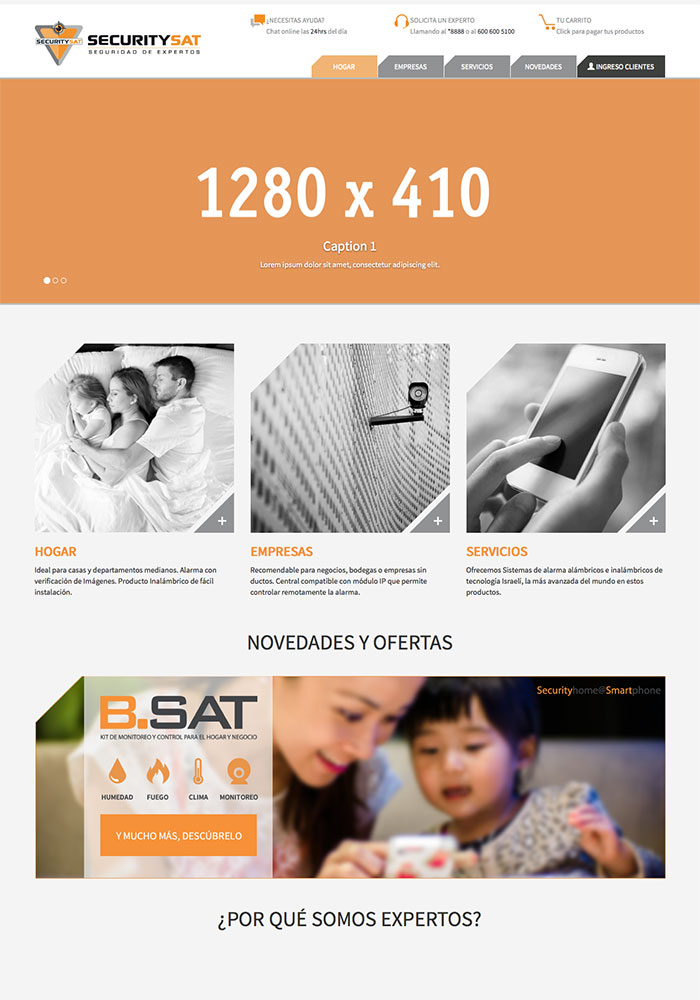 ¿NECESITAS AYUDA?
Chat online las 24hrs del día
SOLICITA UN EXPERTO
Llamando al *8888 o al 600 600 5100
TU CARRITO
Click para pagar tus productos
SECURITYSAT
SECURITYSAT
SEGURIDAD DE EXPERTOS
HOGAR
EMPRESAS
SERVICIOS
NOVEDADES
INGRESO CLIENTES
1280 x 410
Caption 1
Lorem ipsum dolor sit amet, consectetur adipiscing elit.
+
+
+
HOGAR
Ideal para casas y departamentos medianos. Alarma con
verificación de Imágenes. Producto Inalámbrico de fácil
instalación.
EMPRESAS
Recomendable para negocios, bodegas o empresas sin
ductos. Central compatible con módulo IP que permite
controlar remotamente la alarma.
SERVICIOS
Ofrecemos Sistemas de alarma alámbricos e inalámbricos de
tecnología Israelí, la más avanzada del mundo en estos
productos.
NOVEDADES Y OFERTAS
B.SAT
KIT DE MONITOREO Y CONTROL PARA EL HOGAR Y NEGOCIO
HUMEDAD
FUEGO
CLIMA
MONITOREO
Y MUCHO MÁS, DESCÚBRELO
Securityhome@Smartphone
¿POR QUÉ SOMOS EXPERTOS?